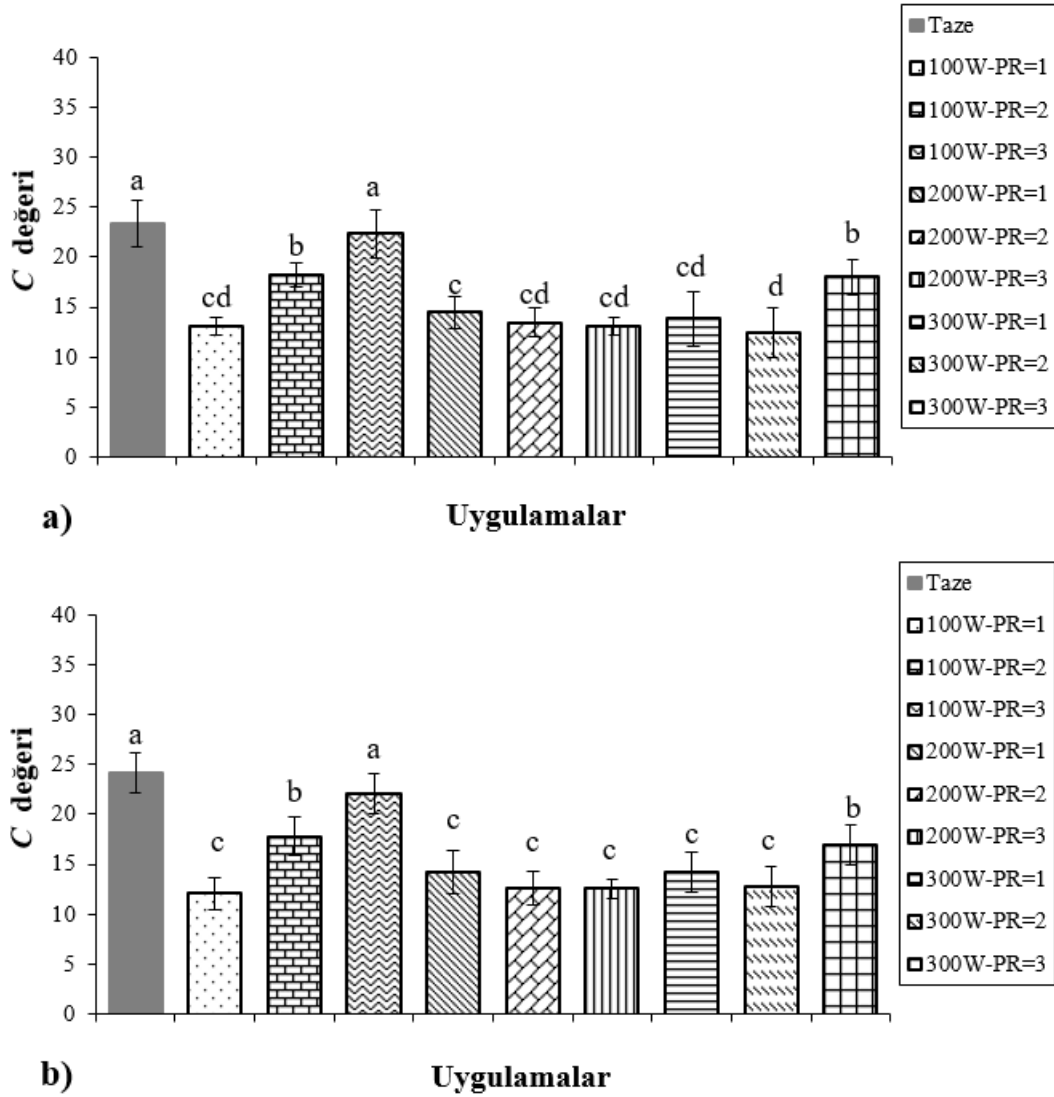 Taze
100W-PR=1
100W-PR=2
100W-PR=3
200W-PR=1
200W-PR=2
200W-PR=3
300W-PR=1
300W-PR=2
300W-PR=3
40
35
30
25
20
15
10
5
0
C değeri
a
cd
b
a
c
cd
cd
cd
d
b
a)
Uygulamalar
Taze
100W-PR=1
100W-PR=2
100W-PR=3
200W-PR=1
200W-PR=2
200W-PR=3
300W-PR=1
300W-PR=2
300W-PR=3
40
35
30
25
20
15
10
5
0
C değeri
a
c
b
a
c
c
c
c
c
b
b)
Uygulamalar